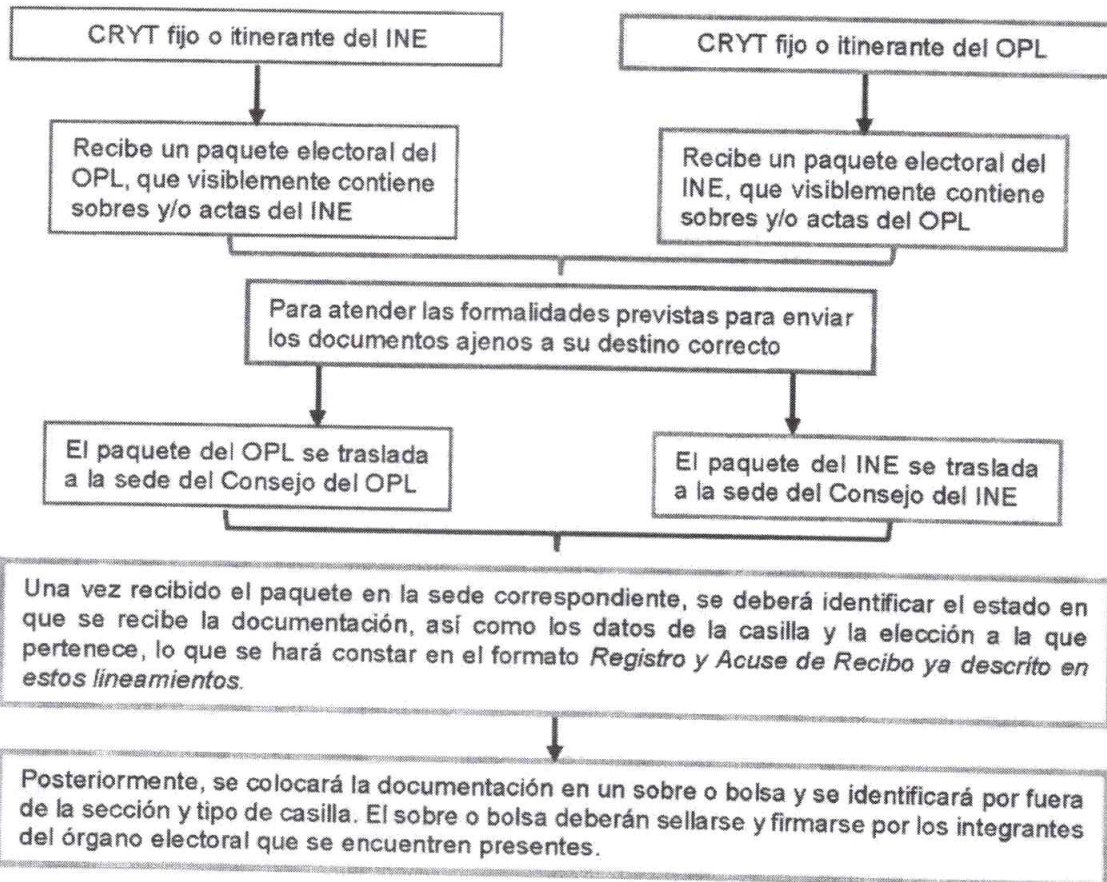 CRYT fijo o itinerante del INE
CRYT fijo o itinerante del OPL
Recibe un paquete electoral del
OPL, que visiblemente contiene
sobres y/o actas del INE
Recibe un paquete electoral del
INE, que visiblemente contiene
sobres y/o actas del OPL
Para atender las formalidades previstas para enviar
los documentos ajenos a su destino correcto
El paquete del OPL se traslada
a la sede del Consejo del OPL
El paquete del INE se traslada
a la sede del Consejo del INE
Una vez recibido el paquete en la sede correspondiente, se deberá identificar el estado en
que se recibe la documentación, así como los datos de la casilla y la elección a la que
pertenece, lo que se hará constar en el formato Registro y Acuse de Recibo ya descrito en
estos lineamientos.
Posteriormente, se colocará la documentación en un sobre o bolsa y se identificará por fuera
de la sección y tipo de casilla. El sobre o bolsa deberán sellarse y firmarse por los integrantes
del órgano electoral que se encuentren presentes.